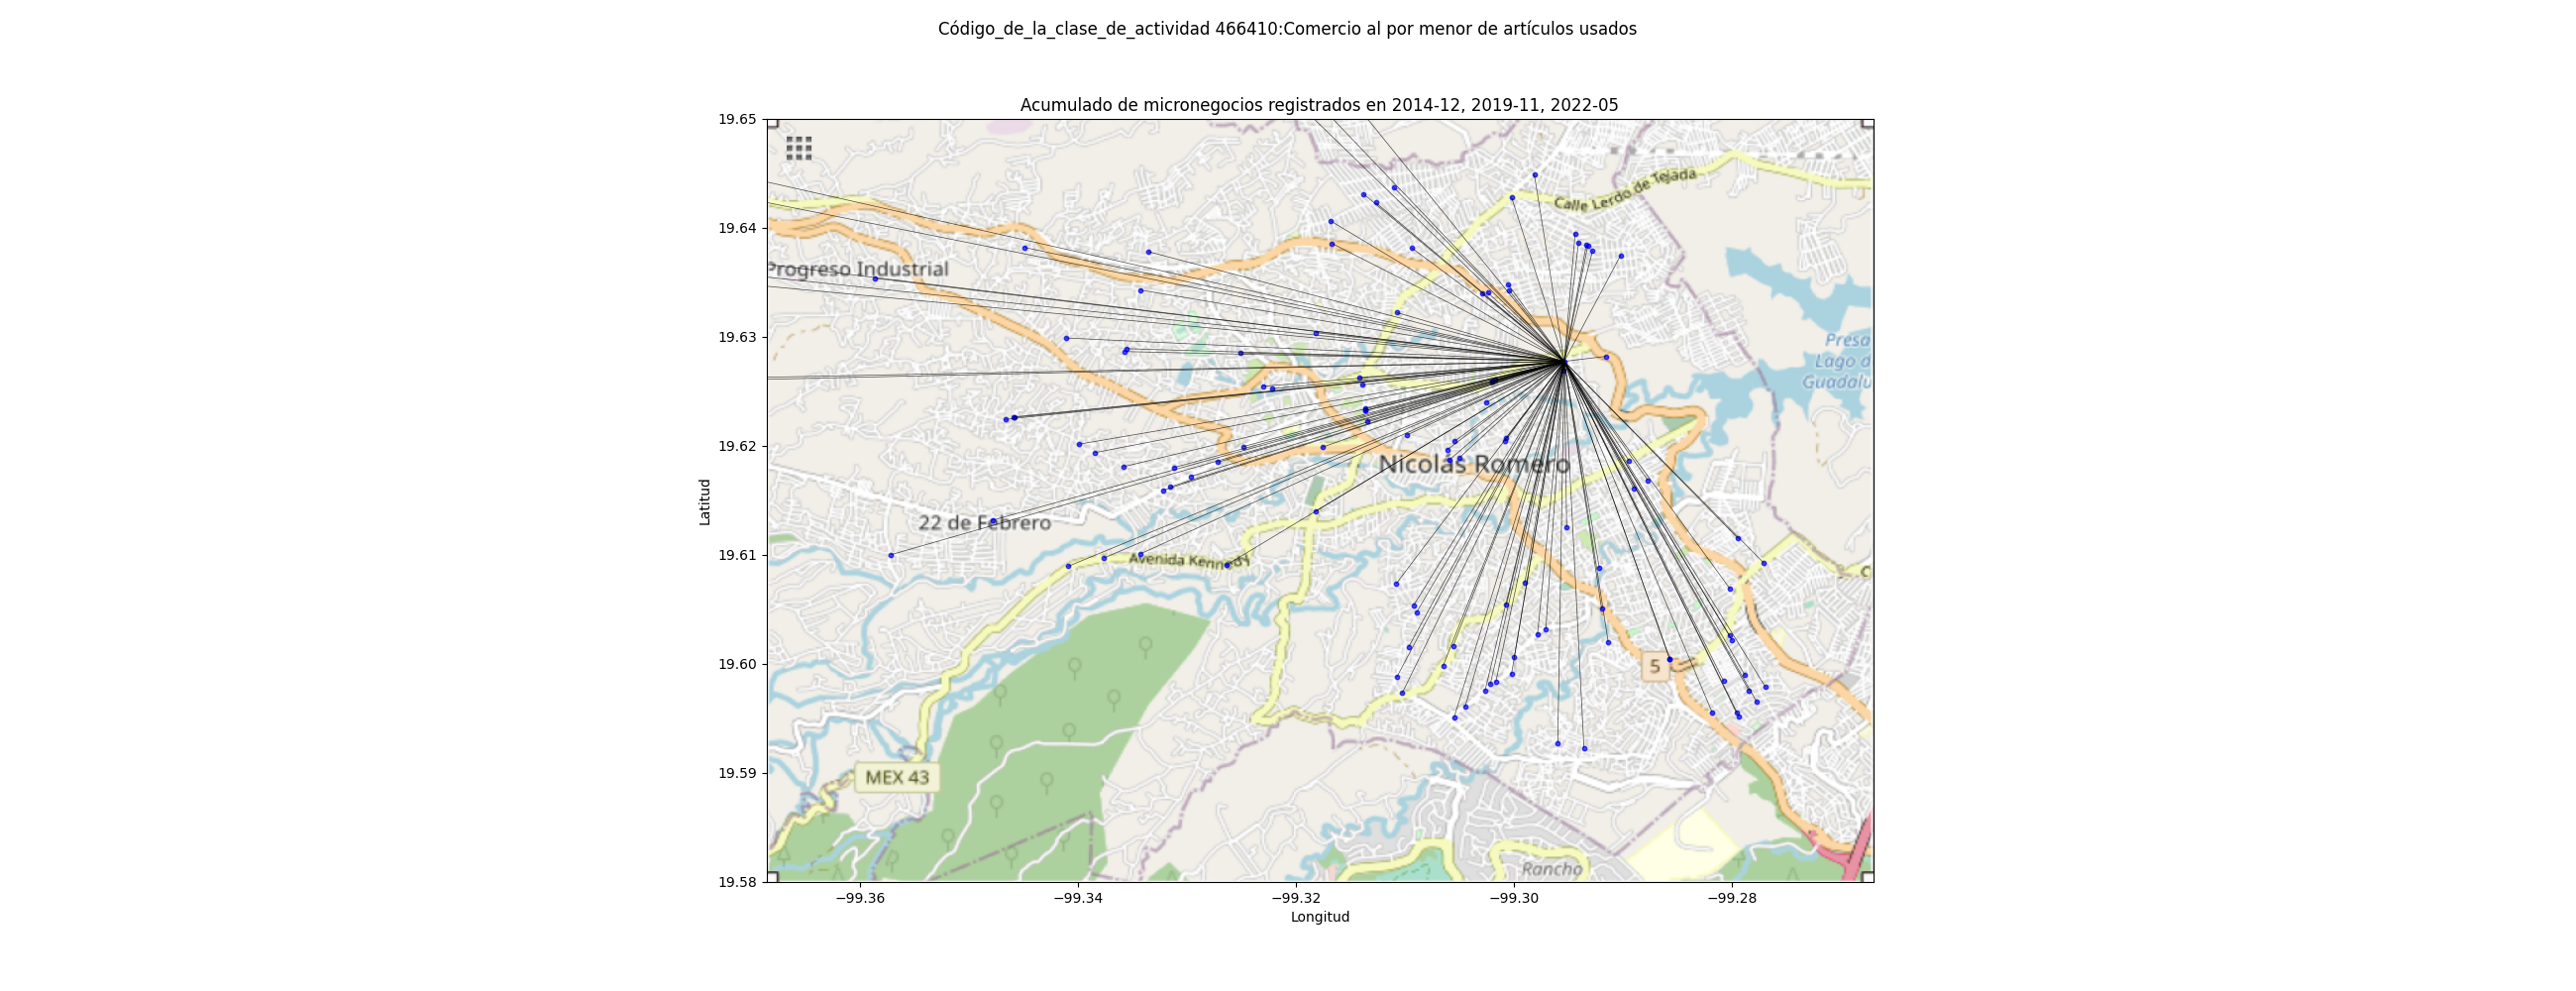 Código_de_la_clase_de_actividad 466410:Comercio al por menor de artículos usados
Acumulado de micronegocios registrados en 2014-12, 2019-11, 2022-05
19.65
19.64
19.63
19.62
19.61
19.60
19.59
19.58
Latitud
Calle Lerdo de Tejada
Progreso Industrial
Presa
Lago d
Guadalu
Nicolás Romero
22 de Febrero
Avenida Kennedy
C
5
MEX 43
Rancho
−99.36
−99.34
−99.32
−99.30
−99.28
Longitud